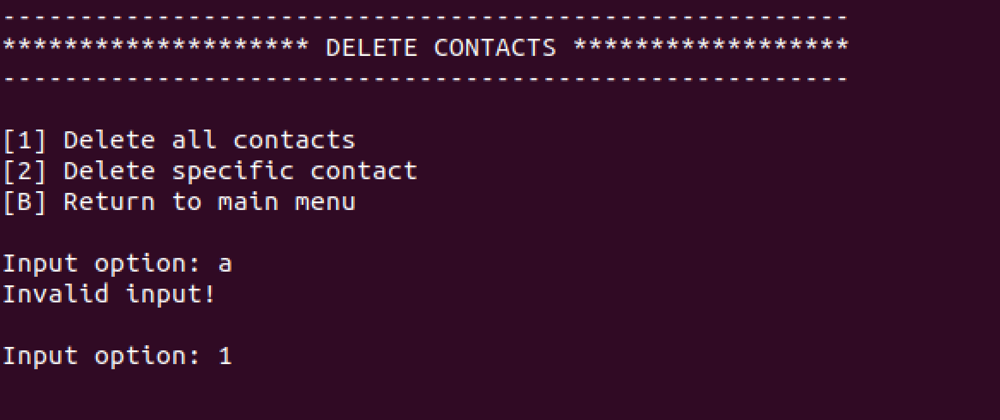 -------------------------------------------------------
******************** DELETE CONTACTS ******************
-------------------------------------------------------
[1] Delete all contacts
[2] Delete specific contact
[B] Return to main menu
Input option: a
Invalid input!
Input option: 1